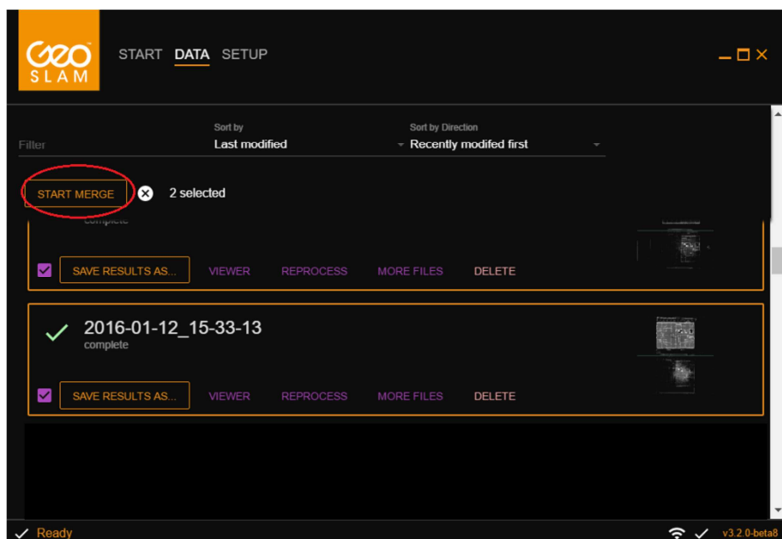 Geo
SLAM
START DATA SETUP
Sort by
Sort by Direction
Filter
Last modified
Recently modifed first
START MERGE
2 selected
complete
SAVE RESULTS AS... VIEWER REPROCESS MORE FILES DELETE
2016-01-12_15-33-13
complete
SAVE RESULTS AS... VIEWER REPROCESS MORE FILES DELETE
Ready
v3.2.0-beta8